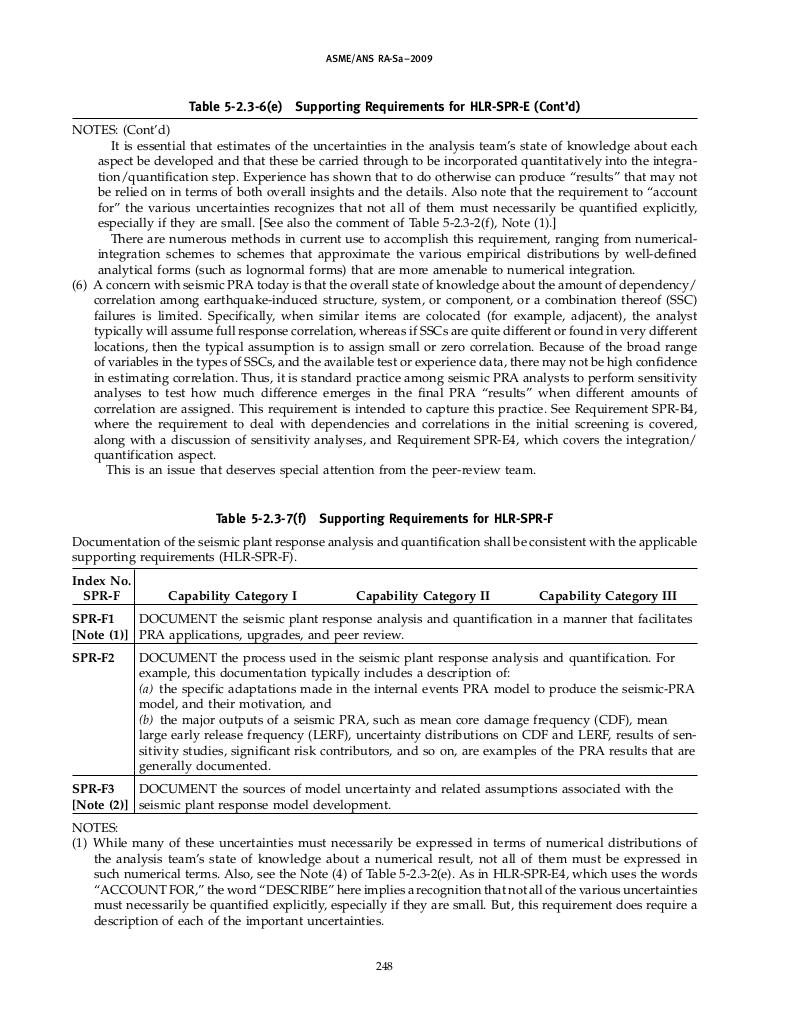 ASME/ANS RA-Sa–2009
Table 5-2.3-6(e) Supporting Requirements for HLR-SPR-E (Cont’d)
NOTES: (Cont’d)
It is essential that estimates of the uncertainties in the analysis team’s state of knowledge about each
aspect be developed and that these be carried through to be incorporated quantitatively into the integra-
tion/quantification step. Experience has shown that to do otherwise can produce “results” that may not
be relied on in terms of both overall insights and the details. Also note that the requirement to “account
for” the various uncertainties recognizes that not all of them must necessarily be quantified explicitly,
especially if they are small. [See also the comment of Table 5-2.3-2(f), Note (1).]
There are numerous methods in current use to accomplish this requirement, ranging from numerical-
integration schemes to schemes that approximate the various empirical distributions by well-defined
analytical forms (such as lognormal forms) that are more amenable to numerical integration.
(6) A concern with seismic PRA today is that the overall state of knowledge about the amount of dependency/
correlation among earthquake-induced structure, system, or component, or a combination thereof (SSC)
failures is limited. Specifically, when similar items are colocated (for example, adjacent), the analyst
typically will assume full response correlation, whereas if SSCs are quite different or found in very different
locations, then the typical assumption is to assign small or zero correlation. Because of the broad range
of variables in the types of SSCs, and the available test or experience data, there may not be high confidence
in estimating correlation. Thus, it is standard practice among seismic PRA analysts to perform sensitivity
analyses to test how much difference emerges in the final PRA “results” when different amounts of
correlation are assigned. This requirement is intended to capture this practice. See Requirement SPR-B4,
where the requirement to deal with dependencies and correlations in the initial screening is covered,
along with a discussion of sensitivity analyses, and Requirement SPR-E4, which covers the integration/
quantification aspect.
This is an issue that deserves special attention from the peer-review team.
Table 5-2.3-7(f) Supporting Requirements for HLR-SPR-F
Documentation of the seismic plant response analysis and quantification shall be consistent with the applicable
supporting requirements (HLR-SPR-F).
Index No.
SPR-F Capability Category I Capability Category II Capability Category III
SPR-F1 DOCUMENT the seismic plant response analysis and quantification in a manner that facilitates
[Note (1)] PRA applications, upgrades, and peer review.
SPR-F2 DOCUMENT the process used in the seismic plant response analysis and quantification. For
example, this documentation typically includes a description of:
(a) the specific adaptations made in the internal events PRA model to produce the seismic-PRA
model, and their motivation, and
(b) the major outputs of a seismic PRA, such as mean core damage frequency (CDF), mean
large early release frequency (LERF), uncertainty distributions on CDF and LERF, results of sen-
sitivity studies, significant risk contributors, and so on, are examples of the PRA results that are
generally documented.
SPR-F3 DOCUMENT the sources of model uncertainty and related assumptions associated with the
[Note (2)] seismic plant response model development.
NOTES:
(1) While many of these uncertainties must necessarily be expressed in terms of numerical distributions of
the analysis team’s state of knowledge about a numerical result, not all of them must be expressed in
such numerical terms. Also, see the Note (4) of Table 5-2.3-2(e). As in HLR-SPR-E4, which uses the words
“ACCOUNT FOR,” the word “DESCRIBE” here implies a recognition that not all of the various uncertainties
must necessarily be quantified explicitly, especially if they are small. But, this requirement does require a
description of each of the important uncertainties.
248